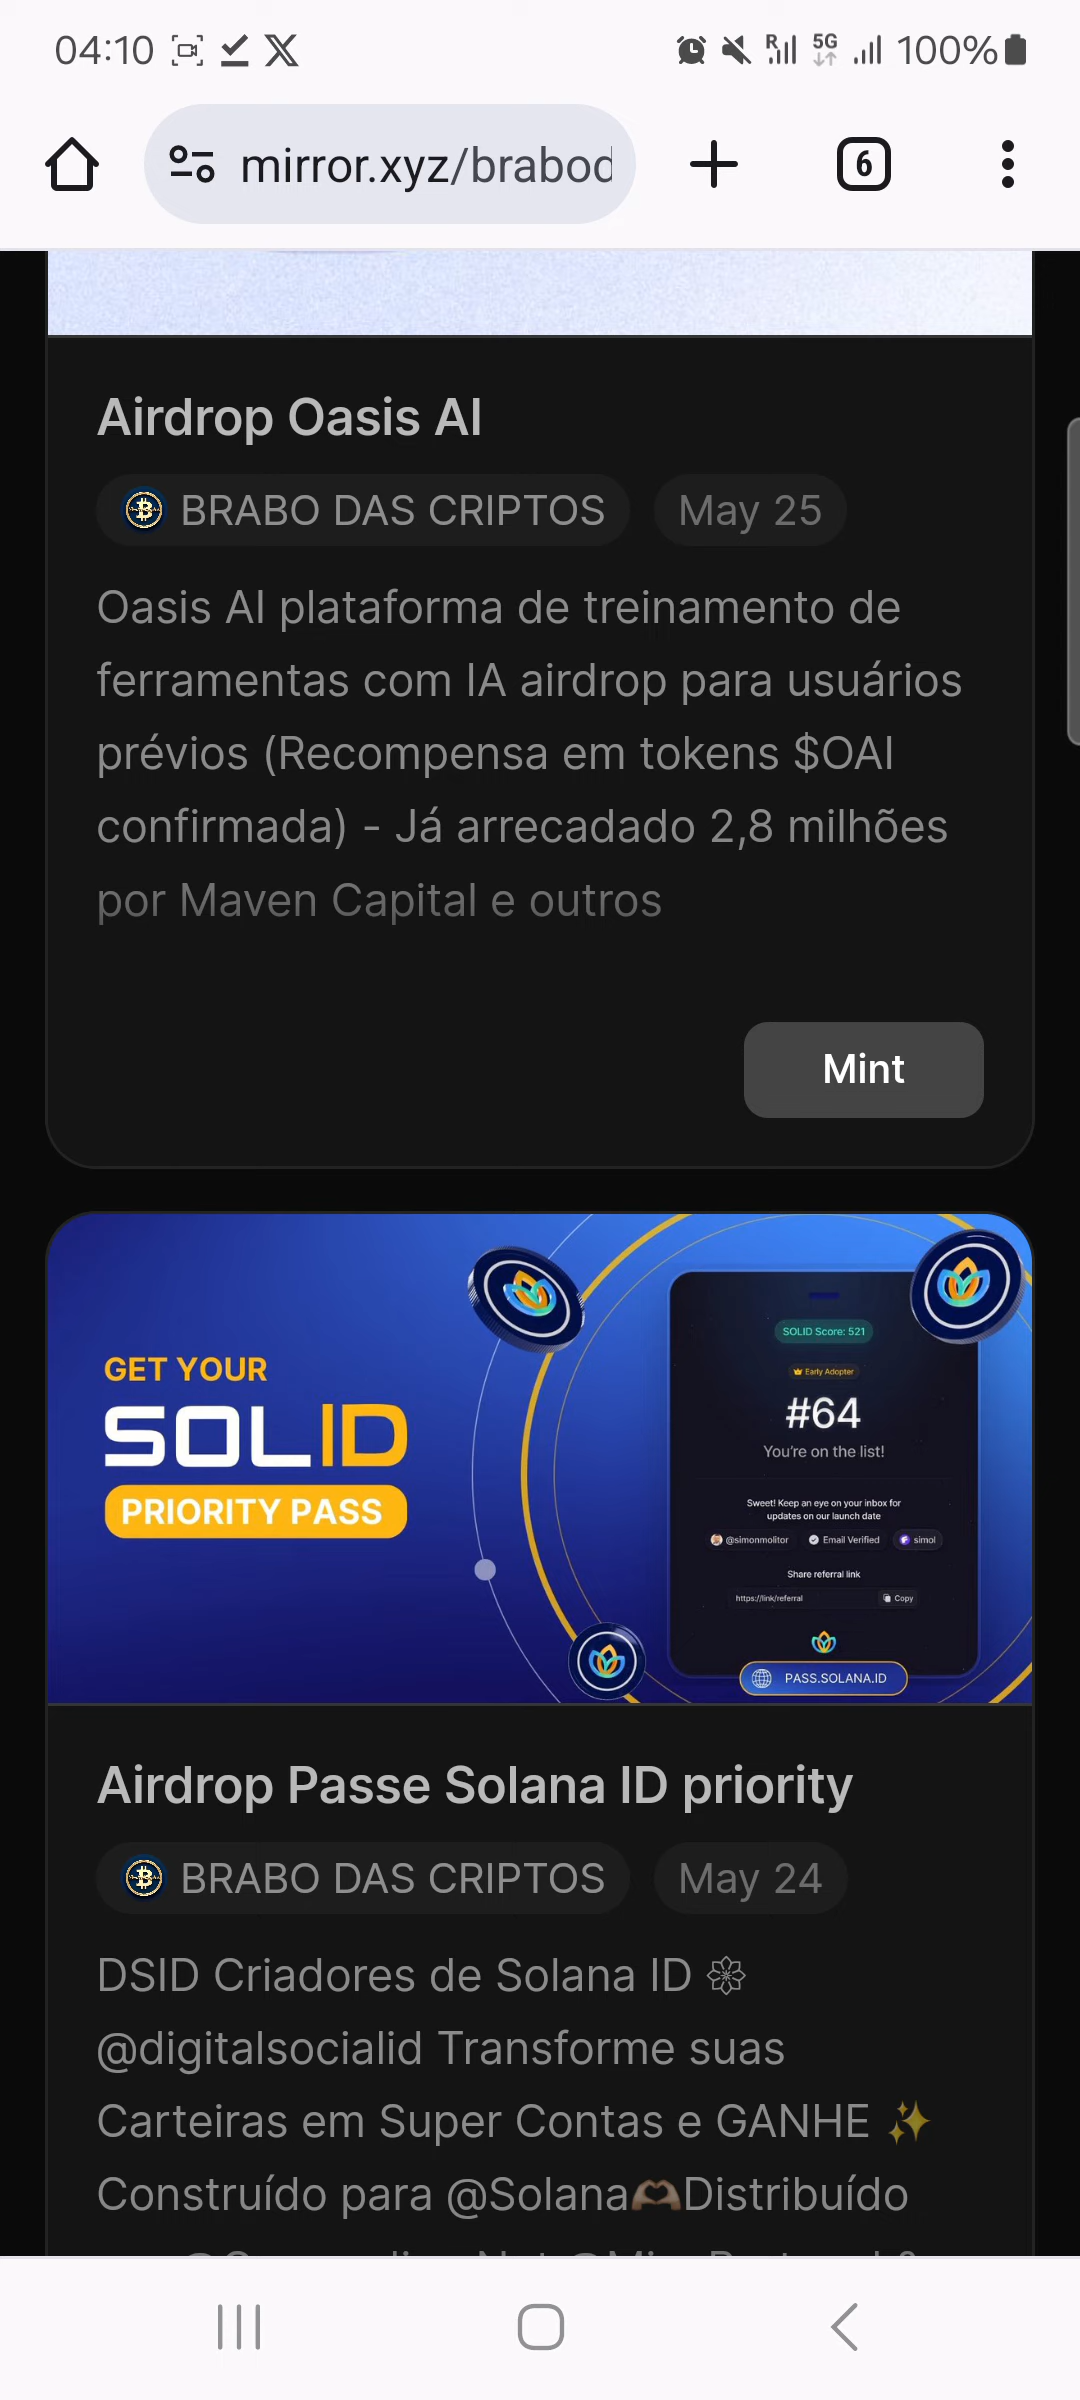 04:10
R
5G
100%
mirror.xyz/brabod
6
Airdrop Oasis AI
BRABO DAS CRIPTOS
May 25
Oasis AI plataforma de treinamento de
ferramentas com IA airdrop para usuários
prévios (Recompensa em tokens $OAI
confirmada) - Já arrecadado 2,8 milhões
por Maven Capital e outros
Mint
GET YOUR
SOLID
PRIORITY PASS
SOLID Score: 521
Early Adopter
#64
You're on the list!
Sweet! Keep an eye on your inbox for
updates on our launch date
@simonmolitor
Email Verified
simol
Share referral link
https://link/referral
Copy
PASS.SOLANA.ID
Airdrop Passe Solana ID priority
BRABO DAS CRIPTOS
May 24
DSID Criadores de Solana ID
@digitalsocialid Transforme suas
Carteiras em Super Contas e GANHE ✨
Construído para @Solana🫶🏽Distribuído